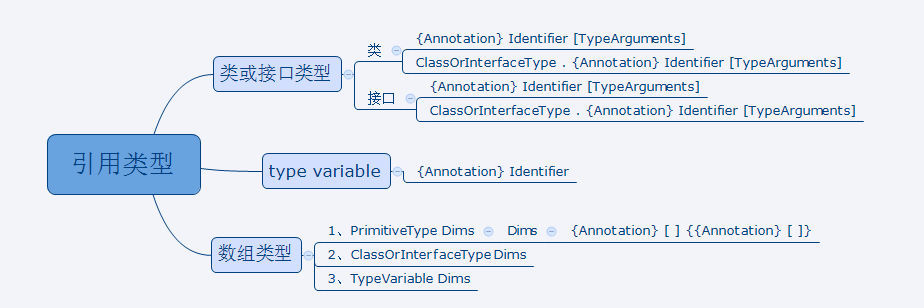 引用类型
类或接口类型
类
{Annotation} Identifier [TypeArguments]
ClassOrInterfaceType . {Annotation} Identifier [TypeArguments]
接口
{Annotation} Identifier [TypeArguments]
ClassOrInterfaceType . {Annotation} Identifier [TypeArguments]
type variable
{Annotation} Identifier
数组类型
1、PrimitiveType Dims
Dims
{Annotation} [ ] {{Annotation} [ ]}
2、ClassOrInterfaceType Dims
3、TypeVariable Dims